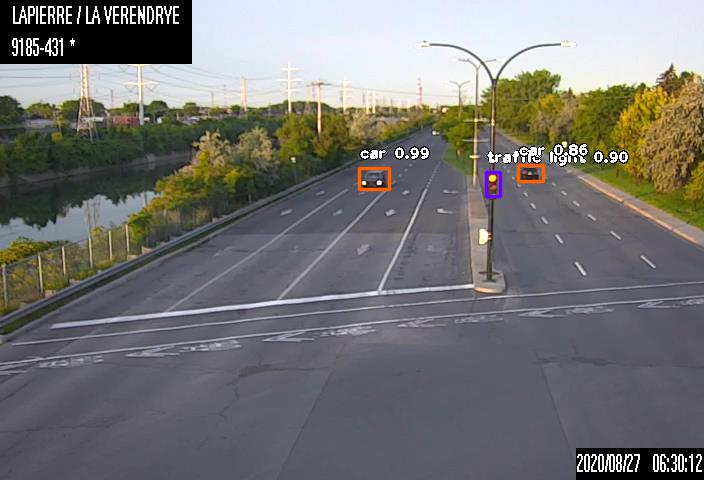 LAPIERRE / LA VERENDRYE
9185-431 *
car 0.99
car 0.86
traffic light 0.90
2020/08/27 06:30:12